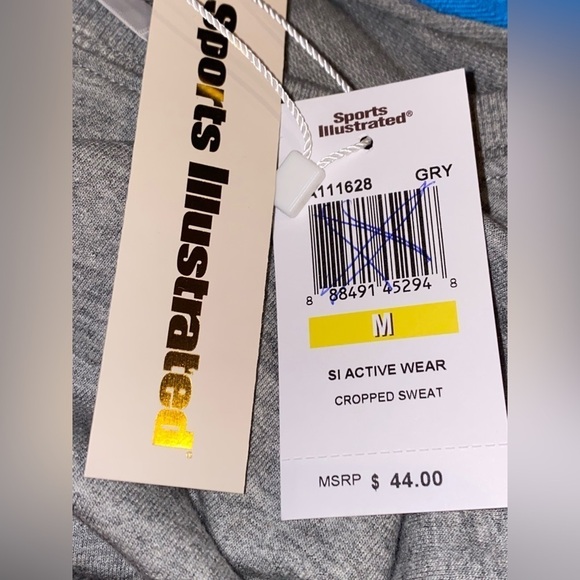 Sports Illustrated®
Sports
Illustrated®
A111628 GRY
8 88491 45294 8
M
SI ACTIVE WEAR
CROPPED SWEAT
MSRP $ 44.00